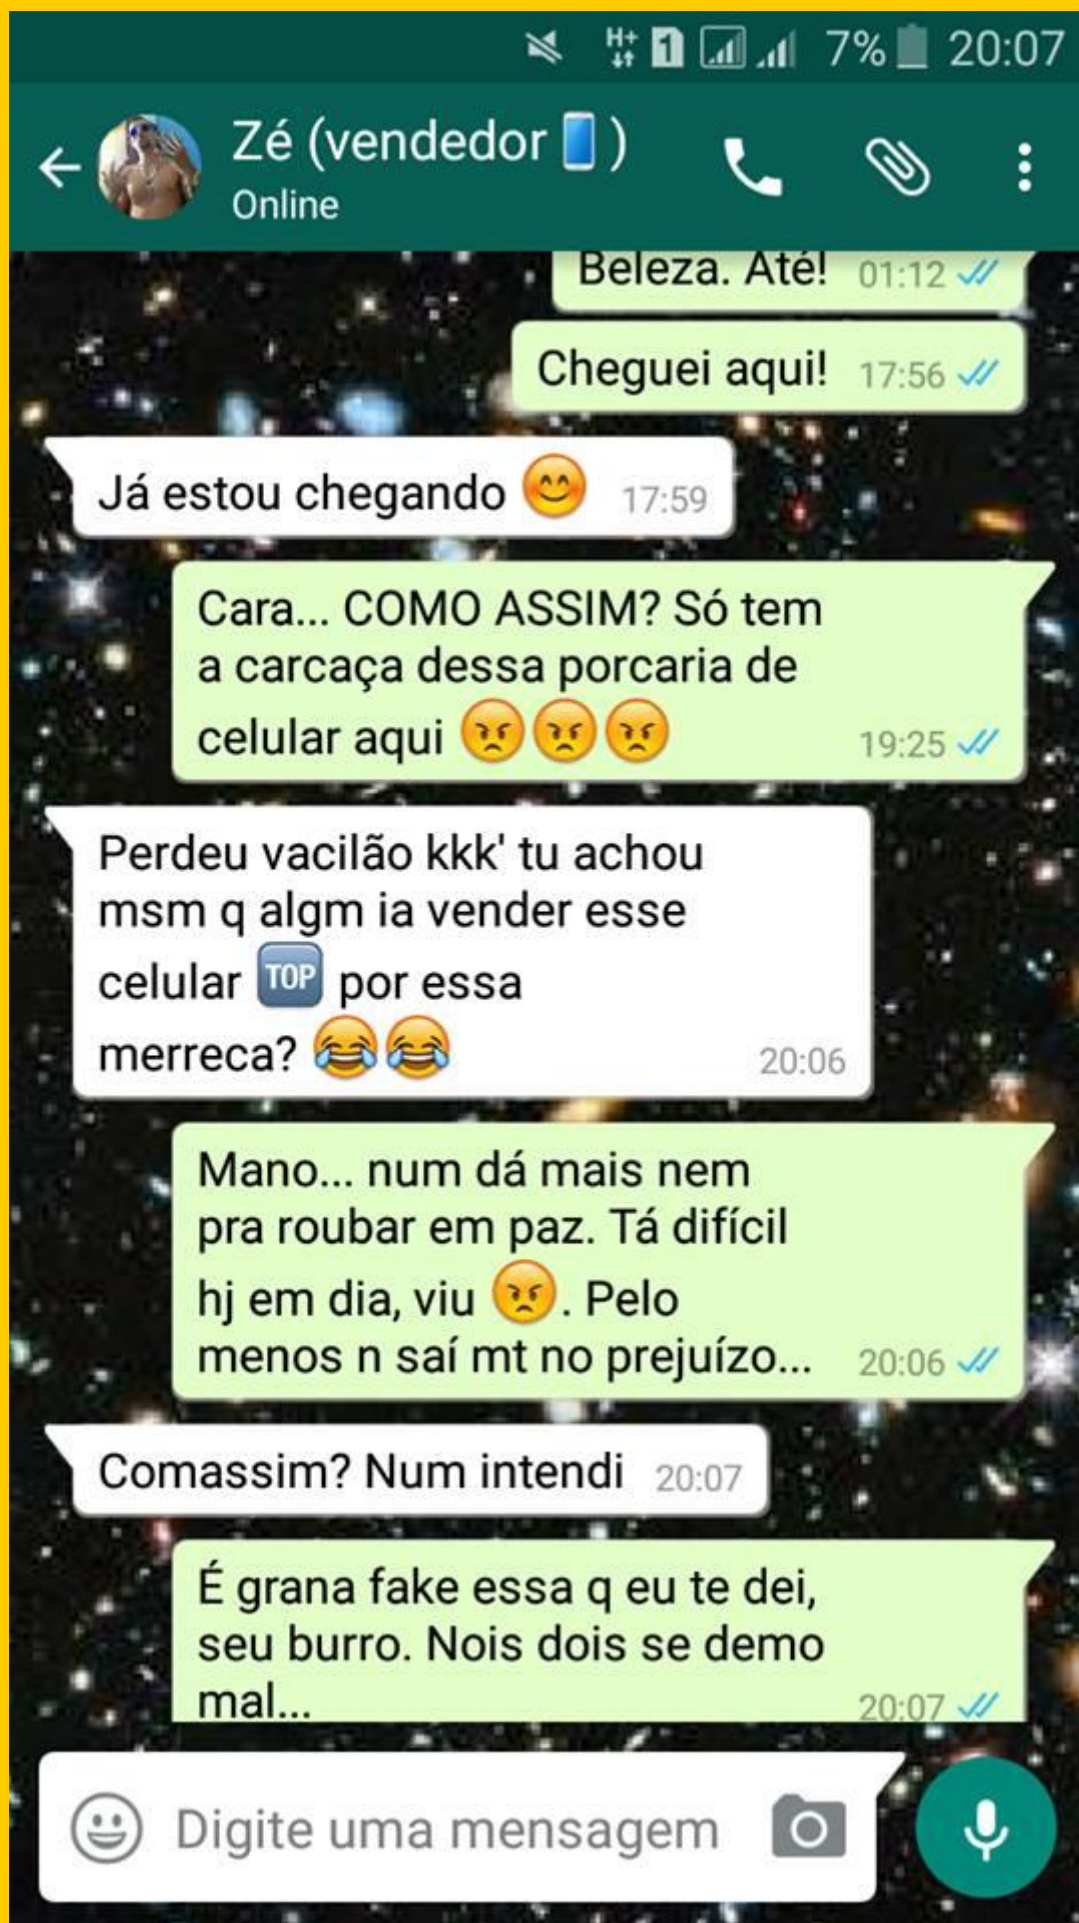 H+ 1 7% 20:07
Zé (vendedor 📱)
Online
Beleza. Até! 01:12
Cheguei aqui! 17:56
Já estou chegando 😊 17:59
Cara... COMO ASSIM? Só tem
a carcaça dessa porcaria de
celular aqui 😠😠😠 19:25
Perdeu vacilão kkk' tu achou
msm q algm ia vender esse
celular 🔝 por essa
merreca? 😂😂 20:06
Mano... num dá mais nem
pra roubar em paz. Tá difícil
hj em dia, viu 😠. Pelo
menos n saí mt no prejuízo... 20:06
Comassim? Num intendi 20:07
É grana fake essa q eu te dei,
seu burro. Nois dois se demo
mal... 20:07
Digite uma mensagem